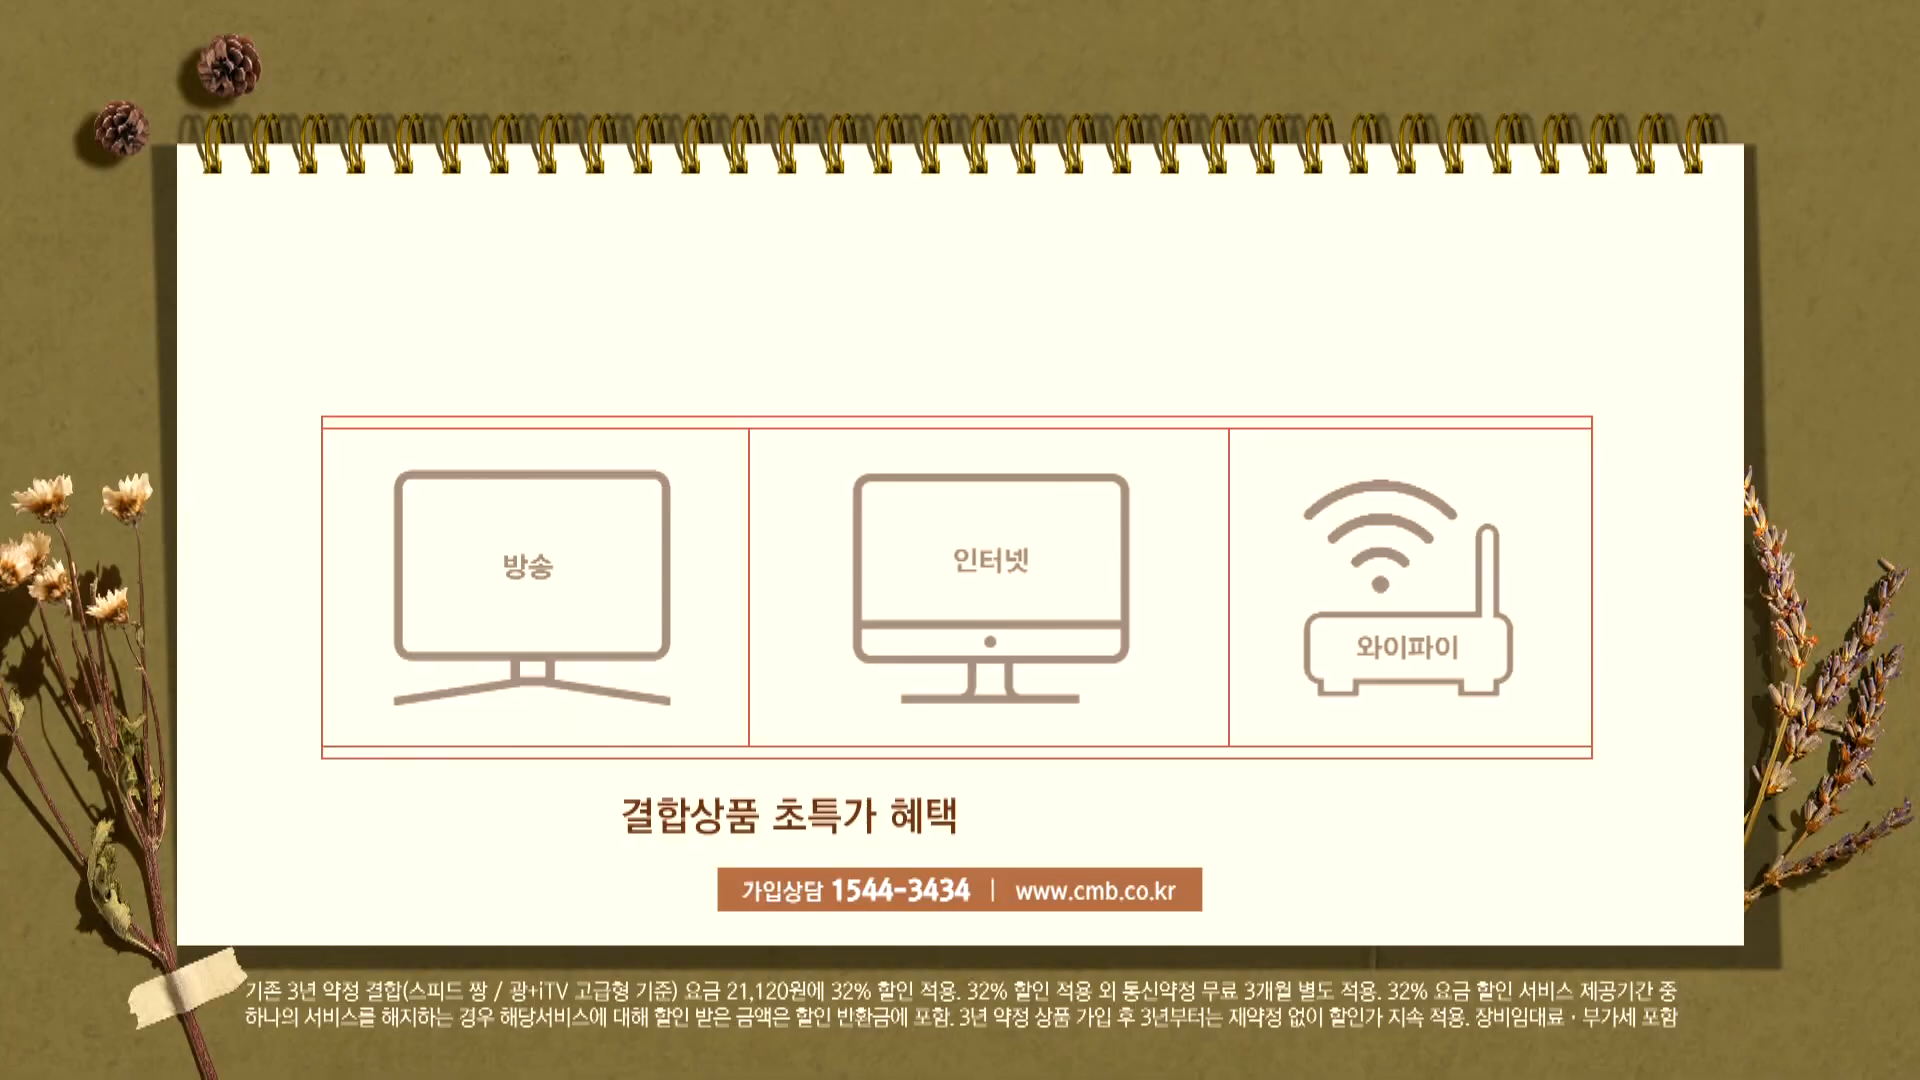 방송
인터넷
와이파이
결합상품 초특가 혜택
가입상담 1544-3434 | www.cmb.co.kr
기존 3년 약정 결합(스피드 짱 / 광+iTV 고급형 기준) 요금 21,120원에 32% 할인 적용. 32% 할인 적용 외 통신약정 무료 3개월 별도 적용. 32% 요금 할인 서비스 제공기간 중
하나의 서비스를 해지하는 경우 해당서비스에 대해 할인 받은 금액은 할인 반환금에 포함. 3년 약정 상품 가입 후 3년부터는 재약정 없이 할인가 지속 적용. 장비임대료 · 부가세 포함